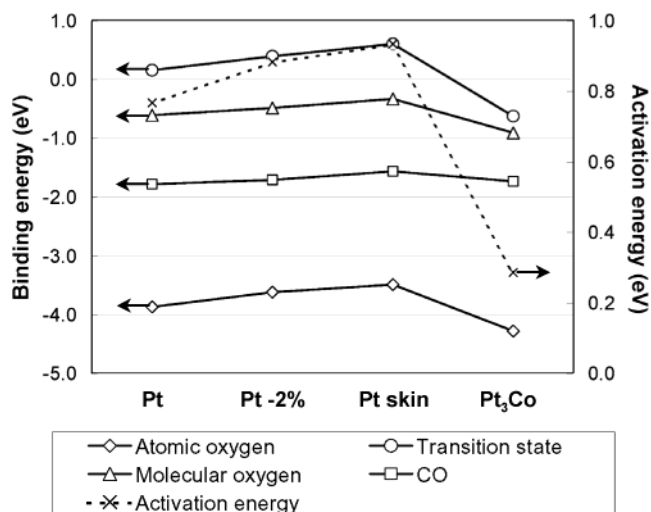 1.0
0.0
-1.0
-2.0
-3.0
-4.0
-5.0
Binding energy (eV)
1.0
0.8
0.6
0.4
0.2
0.0
Activation energy
(eV)
Pt Pt -2% Pt skin Pt₃Co
Atomic oxygen Transition state
Molecular oxygen CO
Activation energy